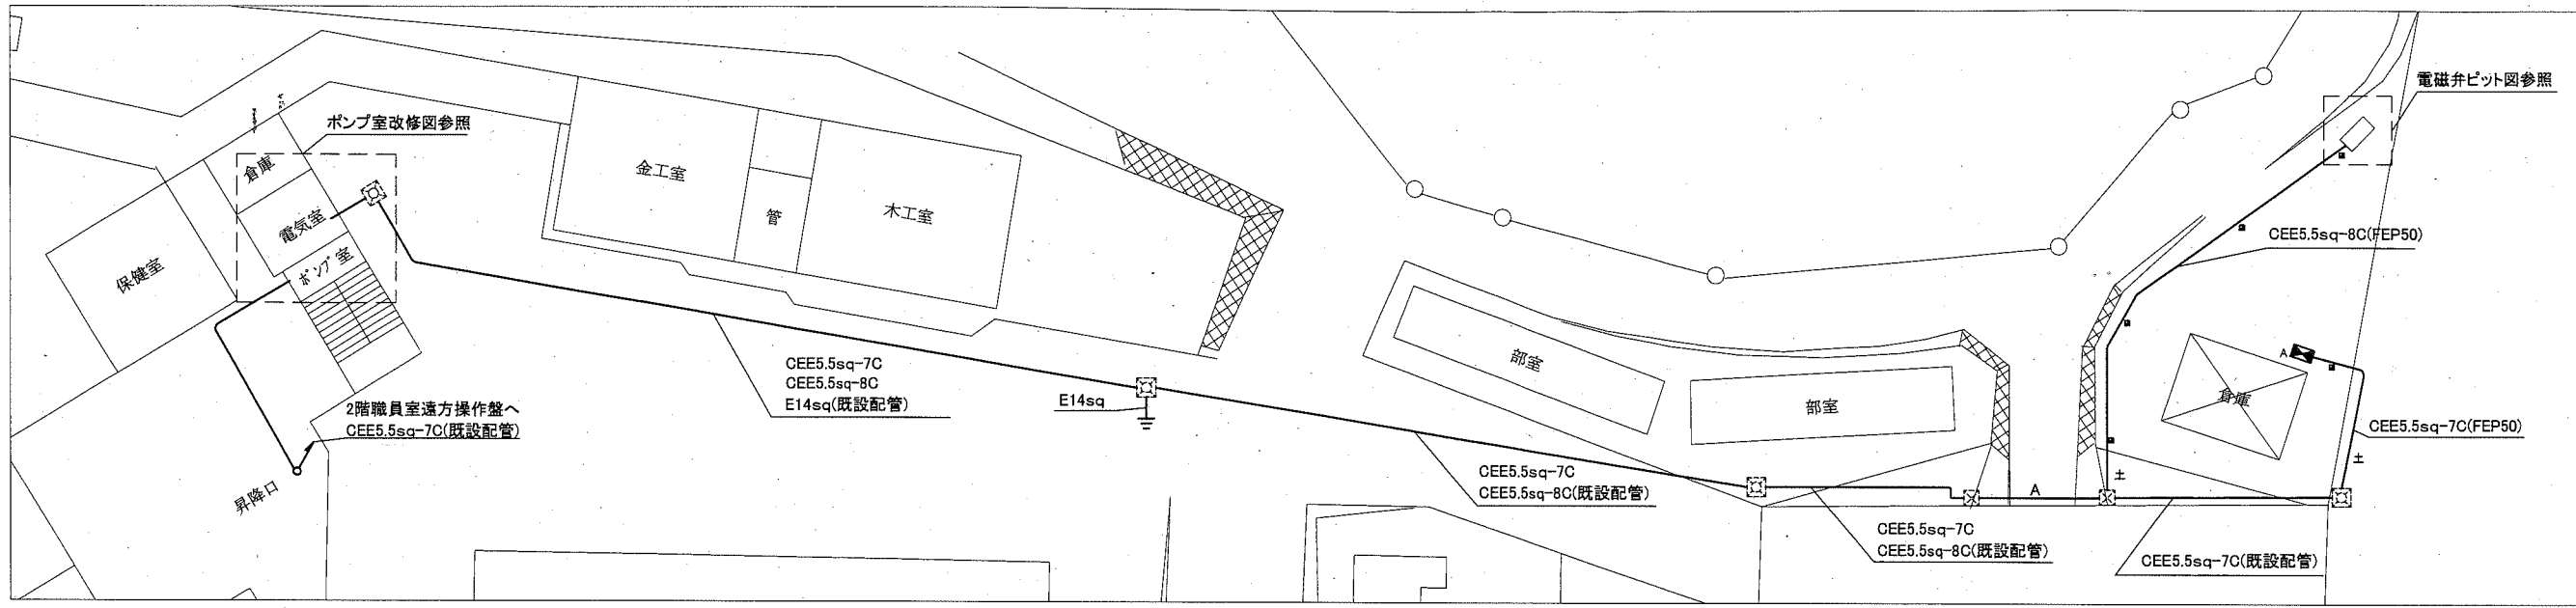 電磁弁ピット図参照
ポンプ室改修図参照
倉庫
電気室
ポンプ室
保健室
金工室
管
木工室
CEE5.5sq-8C(FEP50)
CEE5.5sq-7C
CEE5.5sq-8C
E14sq(既設配管)
E14sq
2階職員室遠方操作盤へ
CEE5.5sq-7C(既設配管)
昇降口
部室
部室
倉庫
A
CEE5.5sq-7C(FEP50)
土
土
A
CEE5.5sq-7C
CEE5.5sq-8C(既設配管)
CEE5.5sq-7C
CEE5.5sq-8C(既設配管)
CEE5.5sq-7C(既設配管)